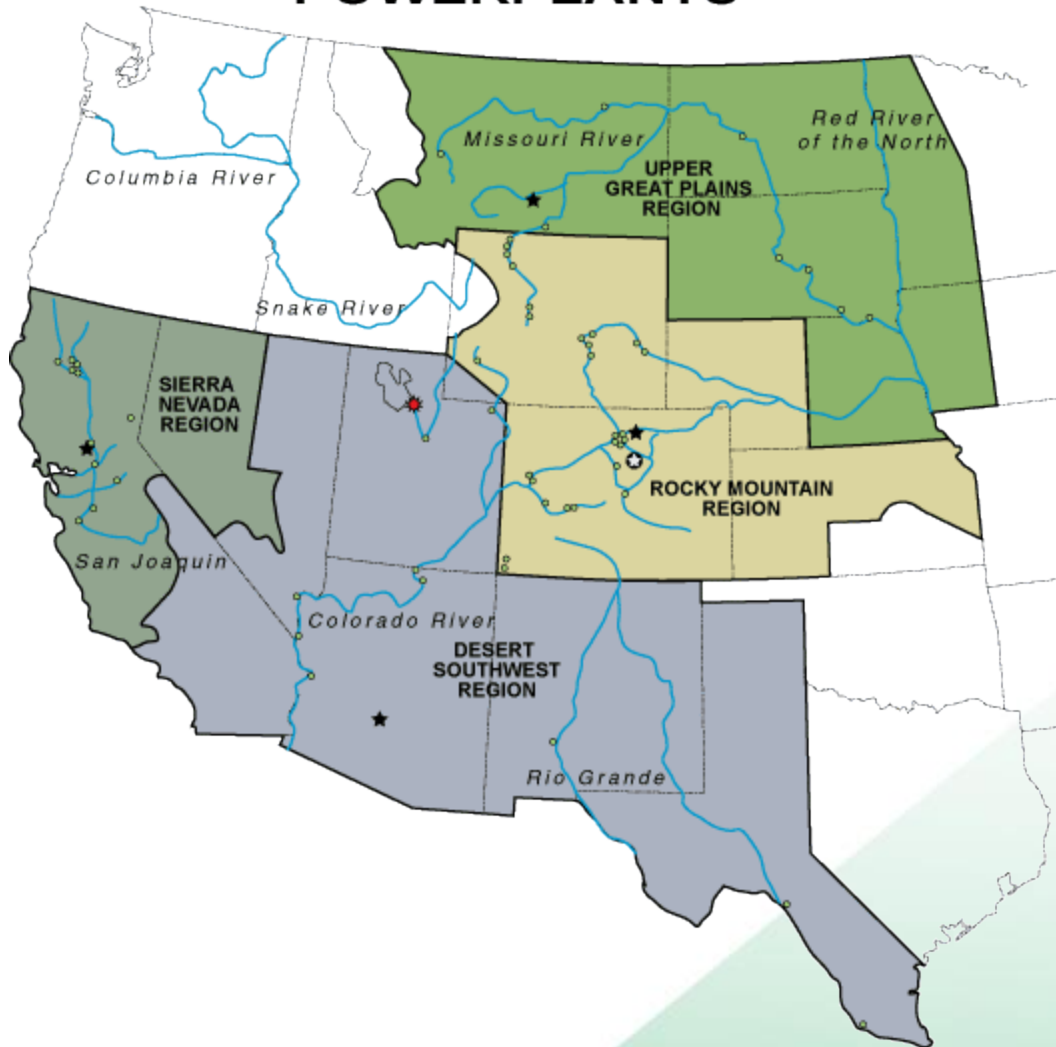 POWERPLANTS
Missouri River
Red River
of the North
Columbia River
UPPER
GREAT PLAINS
REGION
Snake River
SIERRA
NEVADA
REGION
ROCKY MOUNTAIN
REGION
San Joaquin
Colorado River
DESERT
SOUTHWEST
REGION
Rio Grande